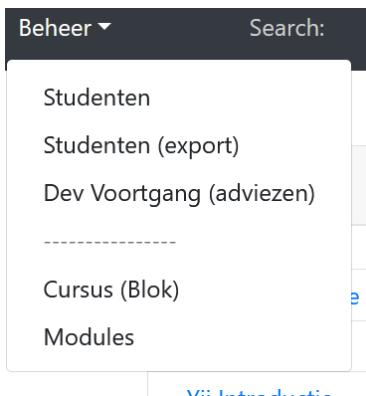 Beheer Search:
Studenten
Studenten (export)
Dev Voortgang (adviezen)
----------------
Cursus (Blok)
Modules